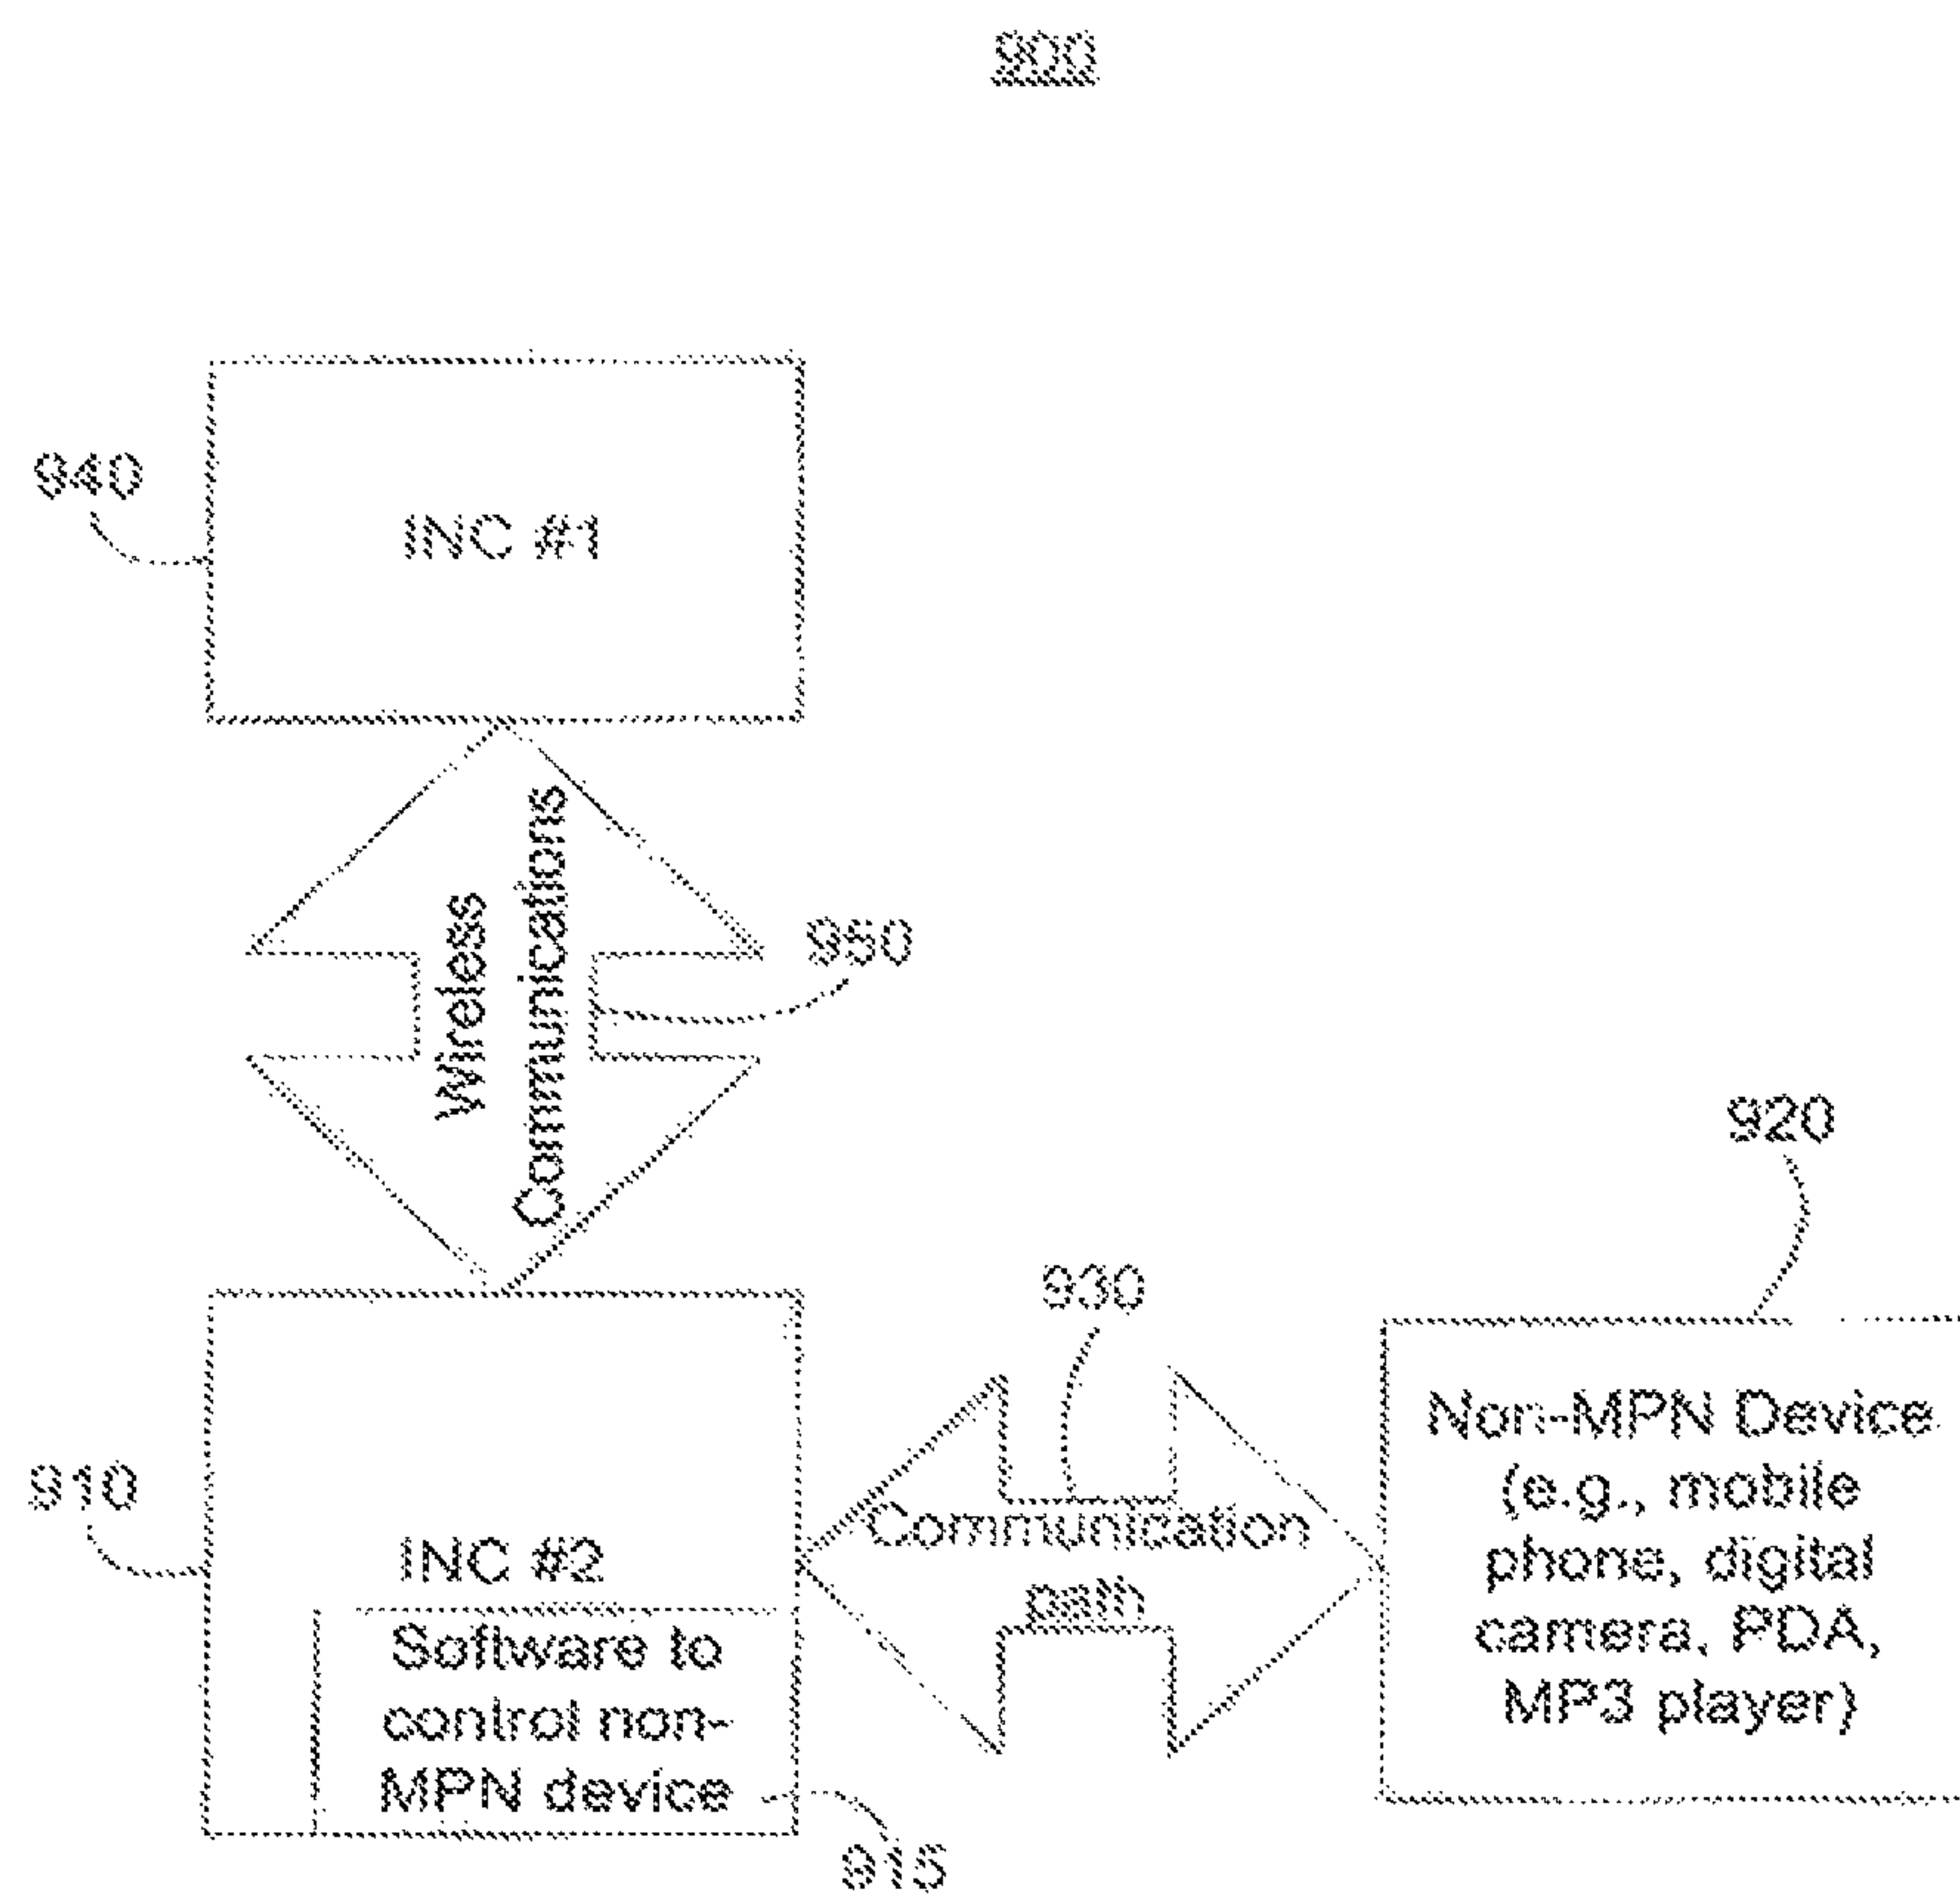 900
940
INC #1
Wireless
Communications
950
920
930
910
INC #2
Communication
path
Non-MPN Device
(e.g., mobile
phone, digital
camera, PDA,
MP3 player)
Software to
control non-
MPN device
915